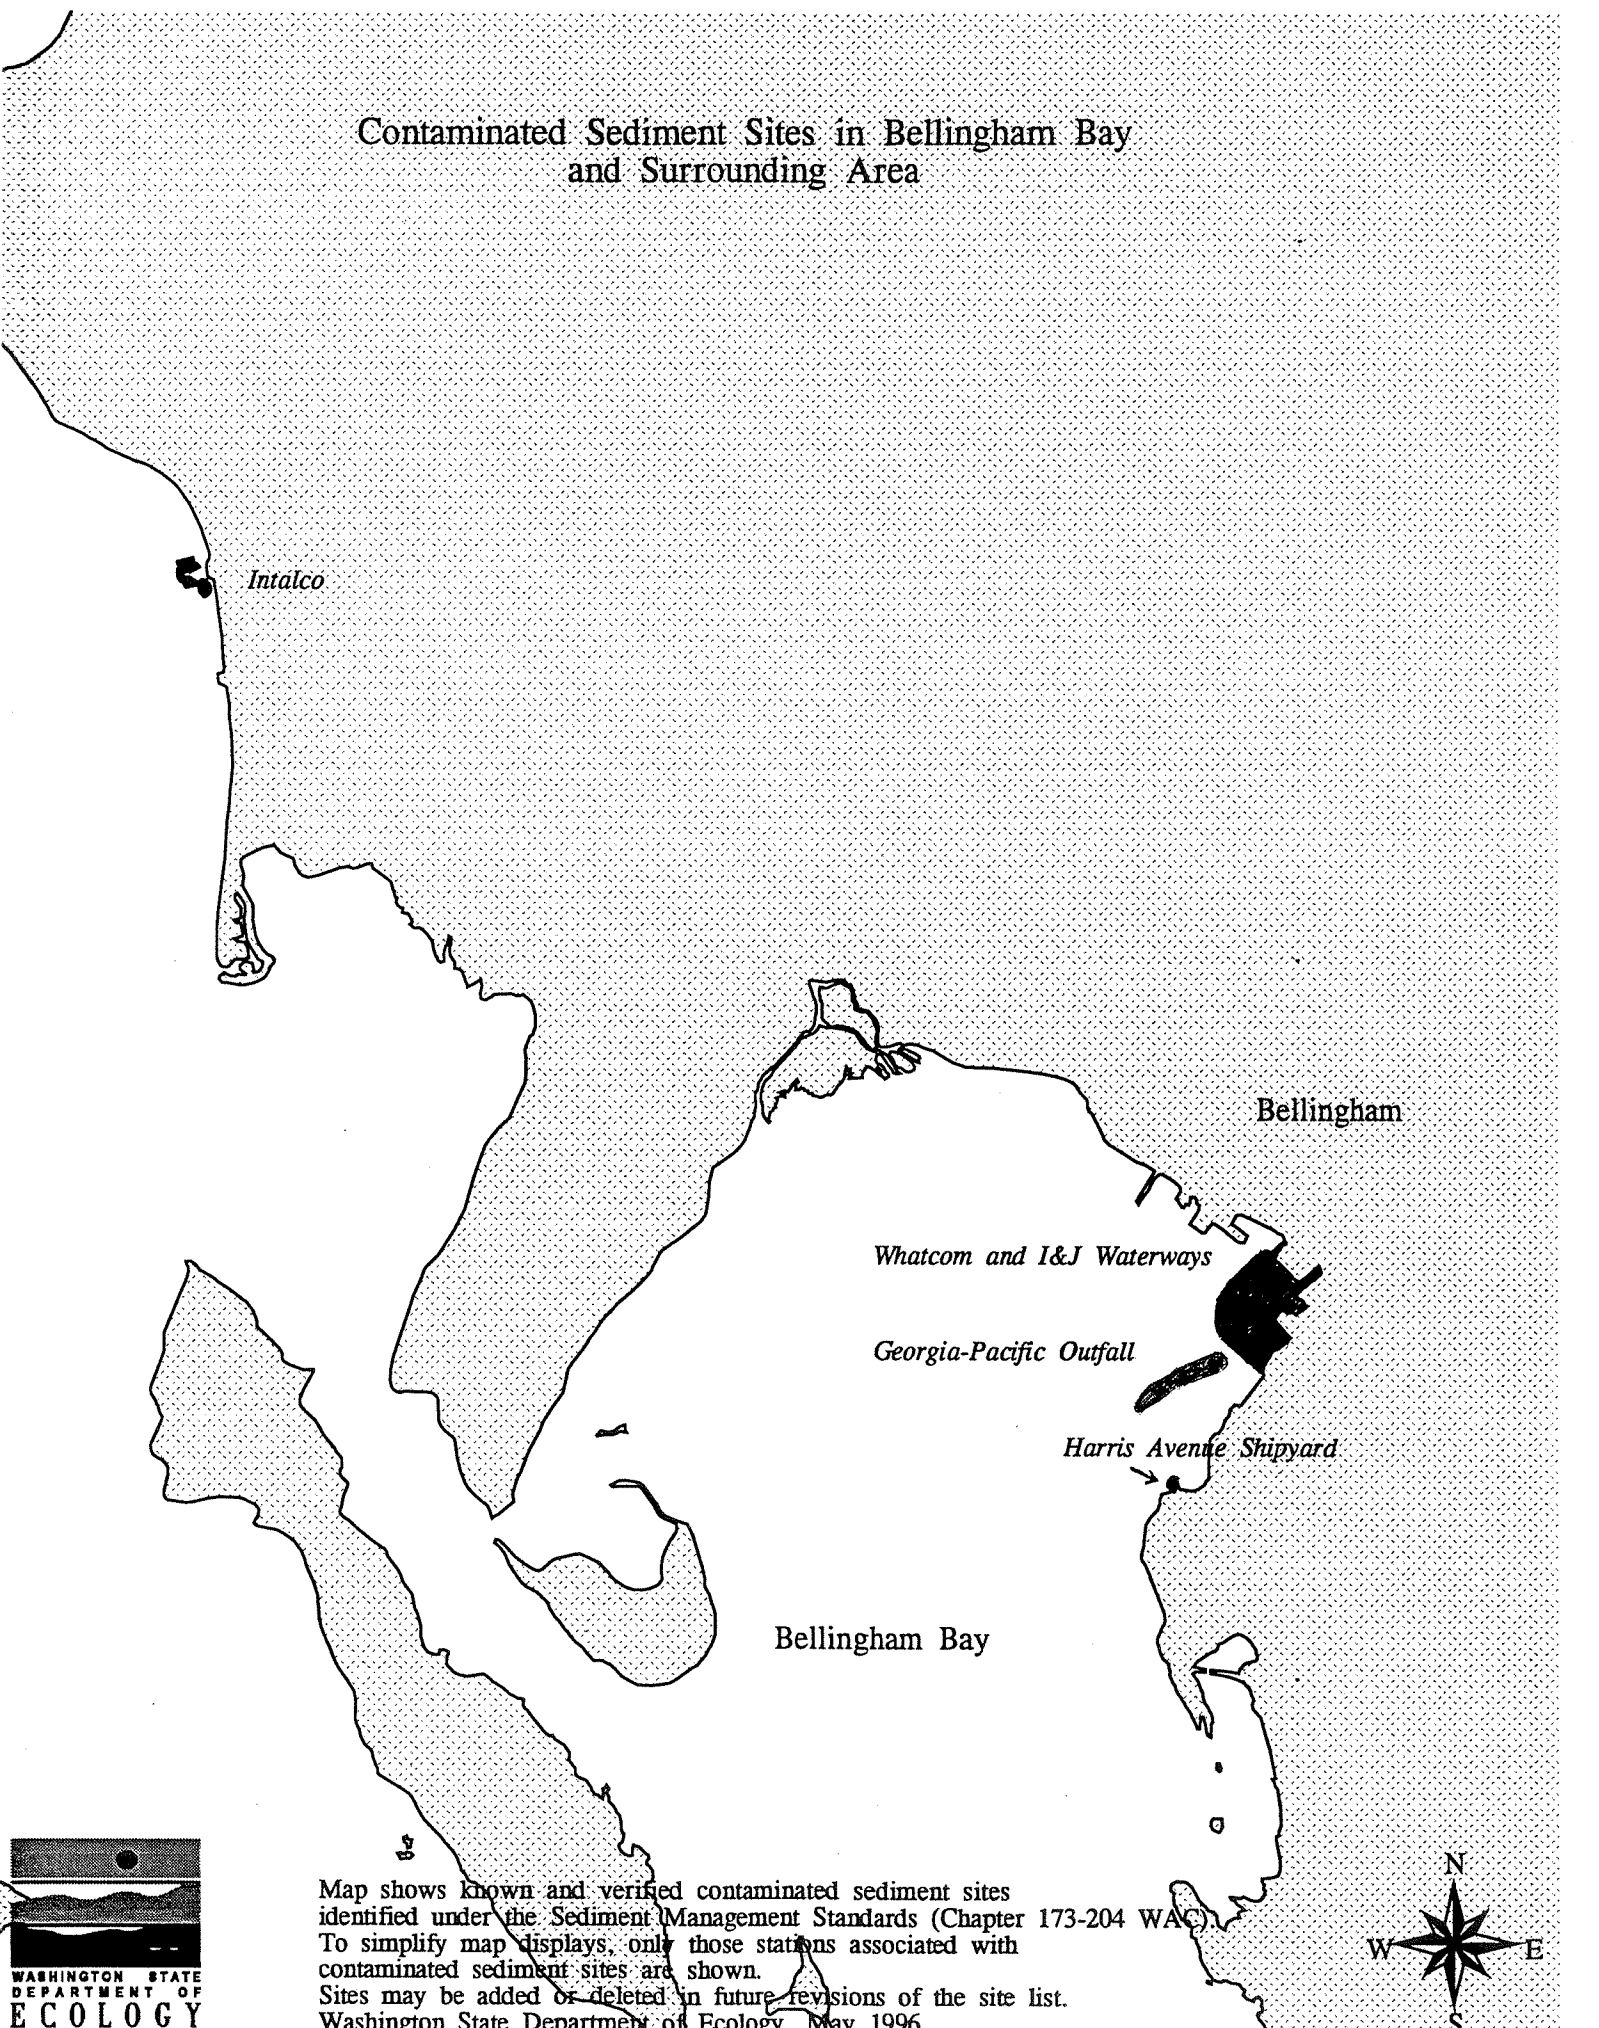 Contaminated Sediment Sites in Bellingham Bay
and Surrounding Area
Intalco
Bellingham
Whatcom and I&J Waterways
Georgia-Pacific Outfall
Harris Avenue Shipyard
Bellingham Bay
Map shows known and verified contaminated sediment sites
identified under the Sediment Management Standards (Chapter 173-204 WAC).
To simplify map displays, only those stations associated with
contaminated sediment sites are shown.
Sites may be added or deleted in future revisions of the site list.
Washington State Department of Ecology, May 1996
WASHINGTON STATE
DEPARTMENT OF
ECOLOGY
N
W E
S